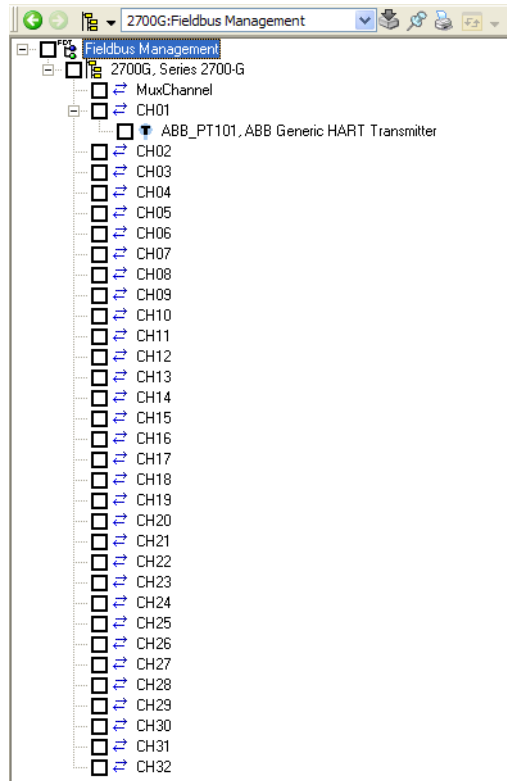 2700G:Fieldbus Management
FDT
Fieldbus Management
2700G, Series 2700-G
MuxChannel
CH01
T ABB_PT101, ABB Generic HART Transmitter
CH02
CH03
CH04
CH05
CH06
CH07
CH08
CH09
CH10
CH11
CH12
CH13
CH14
CH15
CH16
CH17
CH18
CH19
CH20
CH21
CH22
CH23
CH24
CH25
CH26
CH27
CH28
CH29
CH30
CH31
CH32